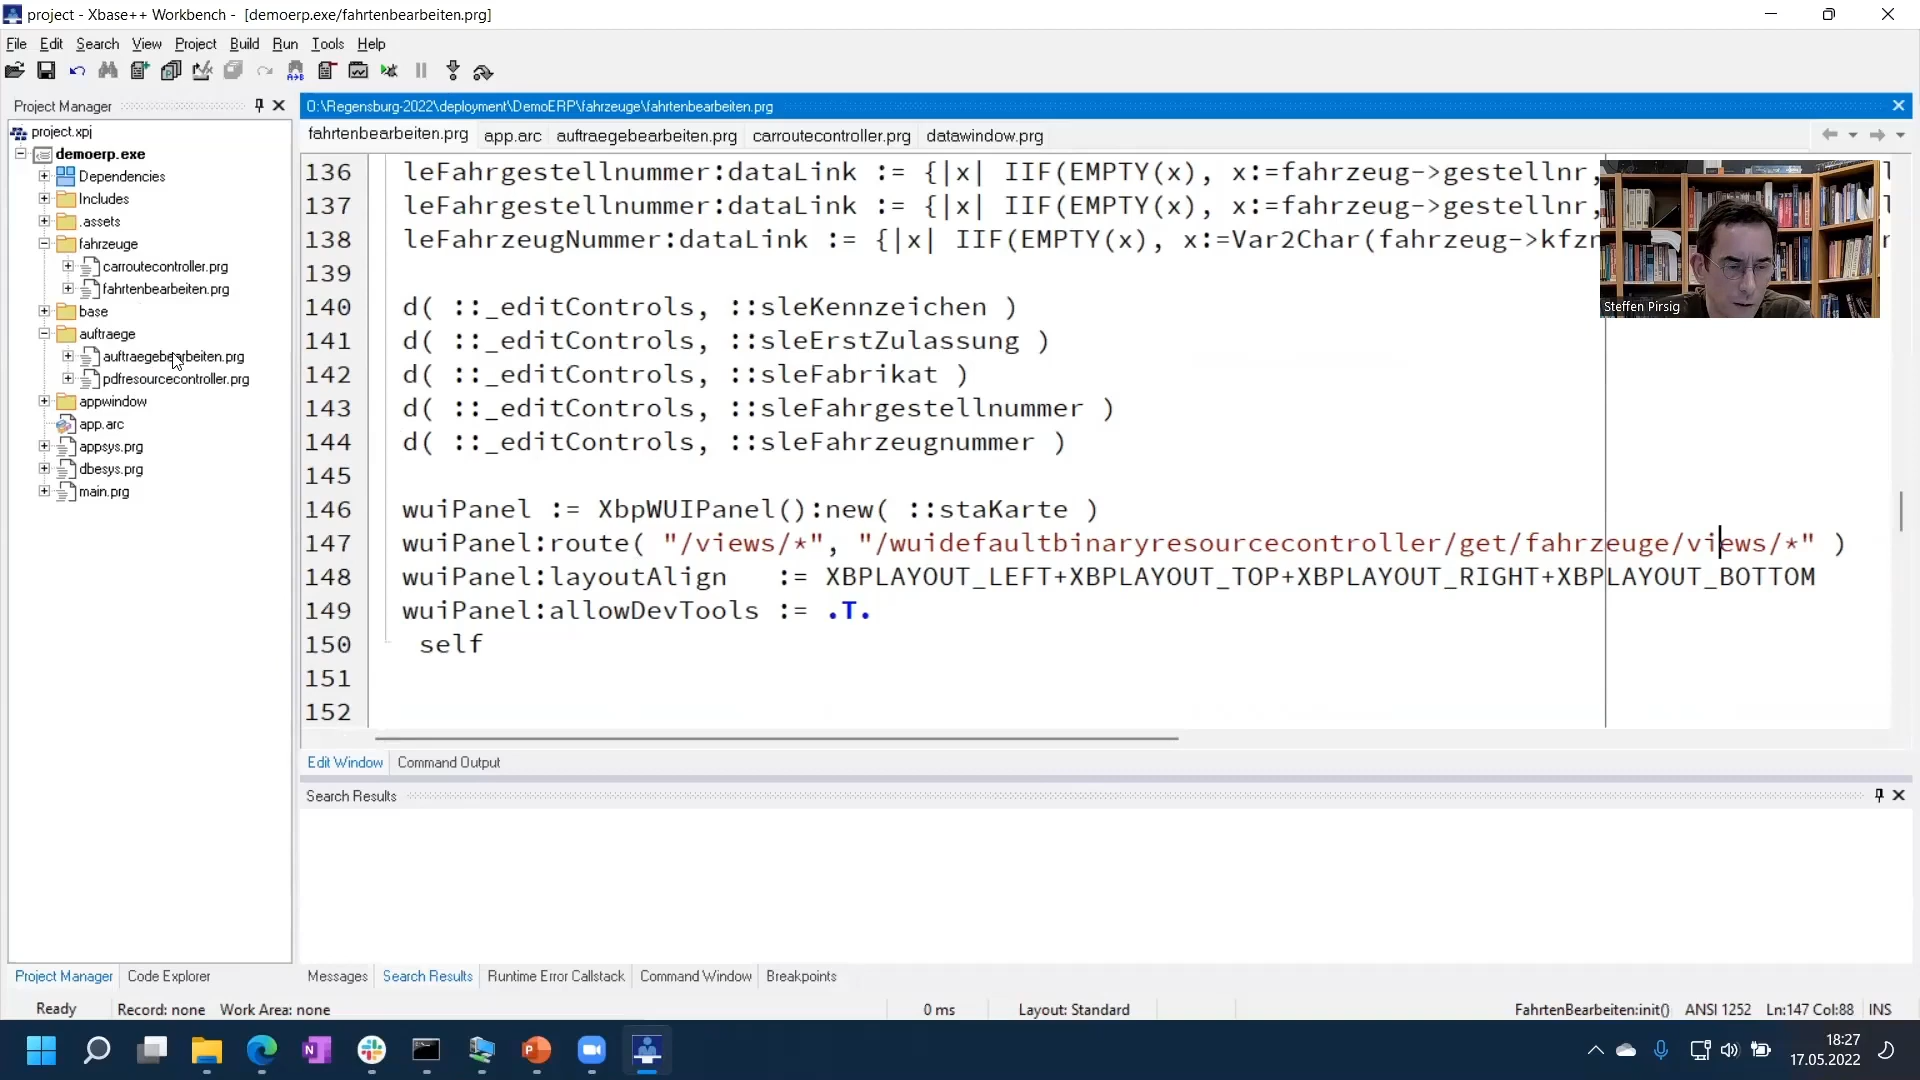 project - Xbase++ Workbench - [demoerp.exe/fahrtenbearbeiten.prg]
File Edit Search View Project Build Run Tools Help
Project Manager
O:\Regensburg-2022\deployment\DemoERP\fahrzeuge\fahrtenbearbeiten.prg
fahrtenbearbeiten.prg app.arc auftraegebearbeiten.prg carroutecontroller.prg datawindow.prg
project.xpj
demoerp.exe
Dependencies
Includes
.assets
fahrzeuge
carroutecontroller.prg
fahrtenbearbeiten.prg
base
auftraege
auftraegebearbeiten.prg
pdfresourcecontroller.prg
appwindow
app.arc
appsys.prg
dbesys.prg
main.prg
136 leFahrgestellnummer:dataLink := {|x| IIF(EMPTY(x), x:=fahrzeug->gestellnr,
137 leFahrgestellnummer:dataLink := {|x| IIF(EMPTY(x), x:=fahrzeug->gestellnr,
138 leFahrzeugNummer:dataLink := {|x| IIF(EMPTY(x), x:=Var2Char(fahrzeug->kfzn
139
140 d( ::_editControls, ::sleKennzeichen )
141 d( ::_editControls, ::sleErstZulassung )
142 d( ::_editControls, ::sleFabrikat )
143 d( ::_editControls, ::sleFahrgestellnummer )
144 d( ::_editControls, ::sleFahrzeugnummer )
145
146 wuiPanel := XbpWUIPanel():new( ::staKarte )
147 wuiPanel:route( "/views/*", "/wuidefaultbinaryresourcecontroller/get/fahrzeuge/views/*" )
148 wuiPanel:layoutAlign := XBPLAYOUT_LEFT+XBPLAYOUT_TOP+XBPLAYOUT_RIGHT+XBPLAYOUT_BOTTOM
149 wuiPanel:allowDevTools := .T.
150 self
151
152
Steffen Pirsig
Edit Window Command Output
Search Results
Project Manager Code Explorer
Messages Search Results Runtime Error Callstack Command Window Breakpoints
Ready Record: none Work Area: none 0 ms Layout: Standard FahrtenBearbeiten:init() ANSI 1252 Ln:147 Col:88 INS
18:27
17.05.2022